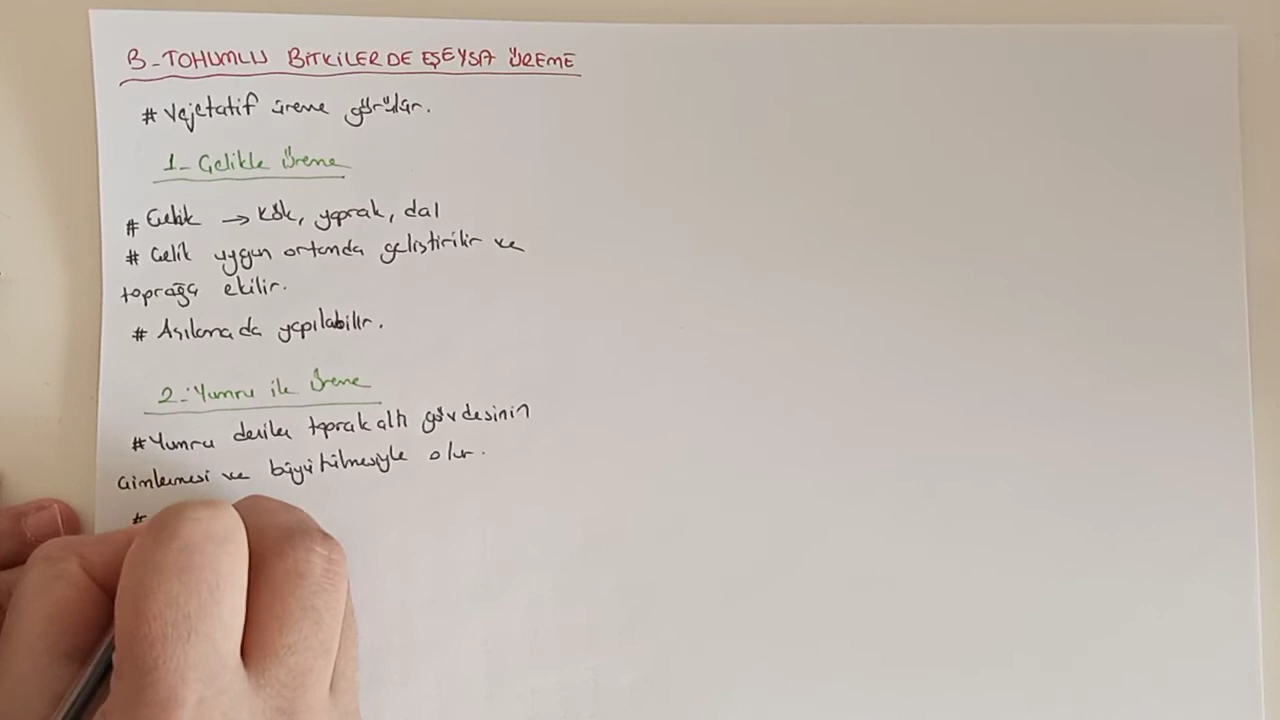 B-TOHUMLU BİTKİLERDE EŞEYSİZ ÜREME
# Vejetatif üreme görülür.
1- Çelikle Üreme
# Çelik → Kök, yaprak, dal
# Çelik uygun ortamda geliştirilir ve
toprağa ekilir.
# Aşılama da yapılabilir.
2- Yumru ile Üreme
# Yumru denilen toprak altı gövdesinin
çimlenmesi ve büyütülmesiyle olur.
#